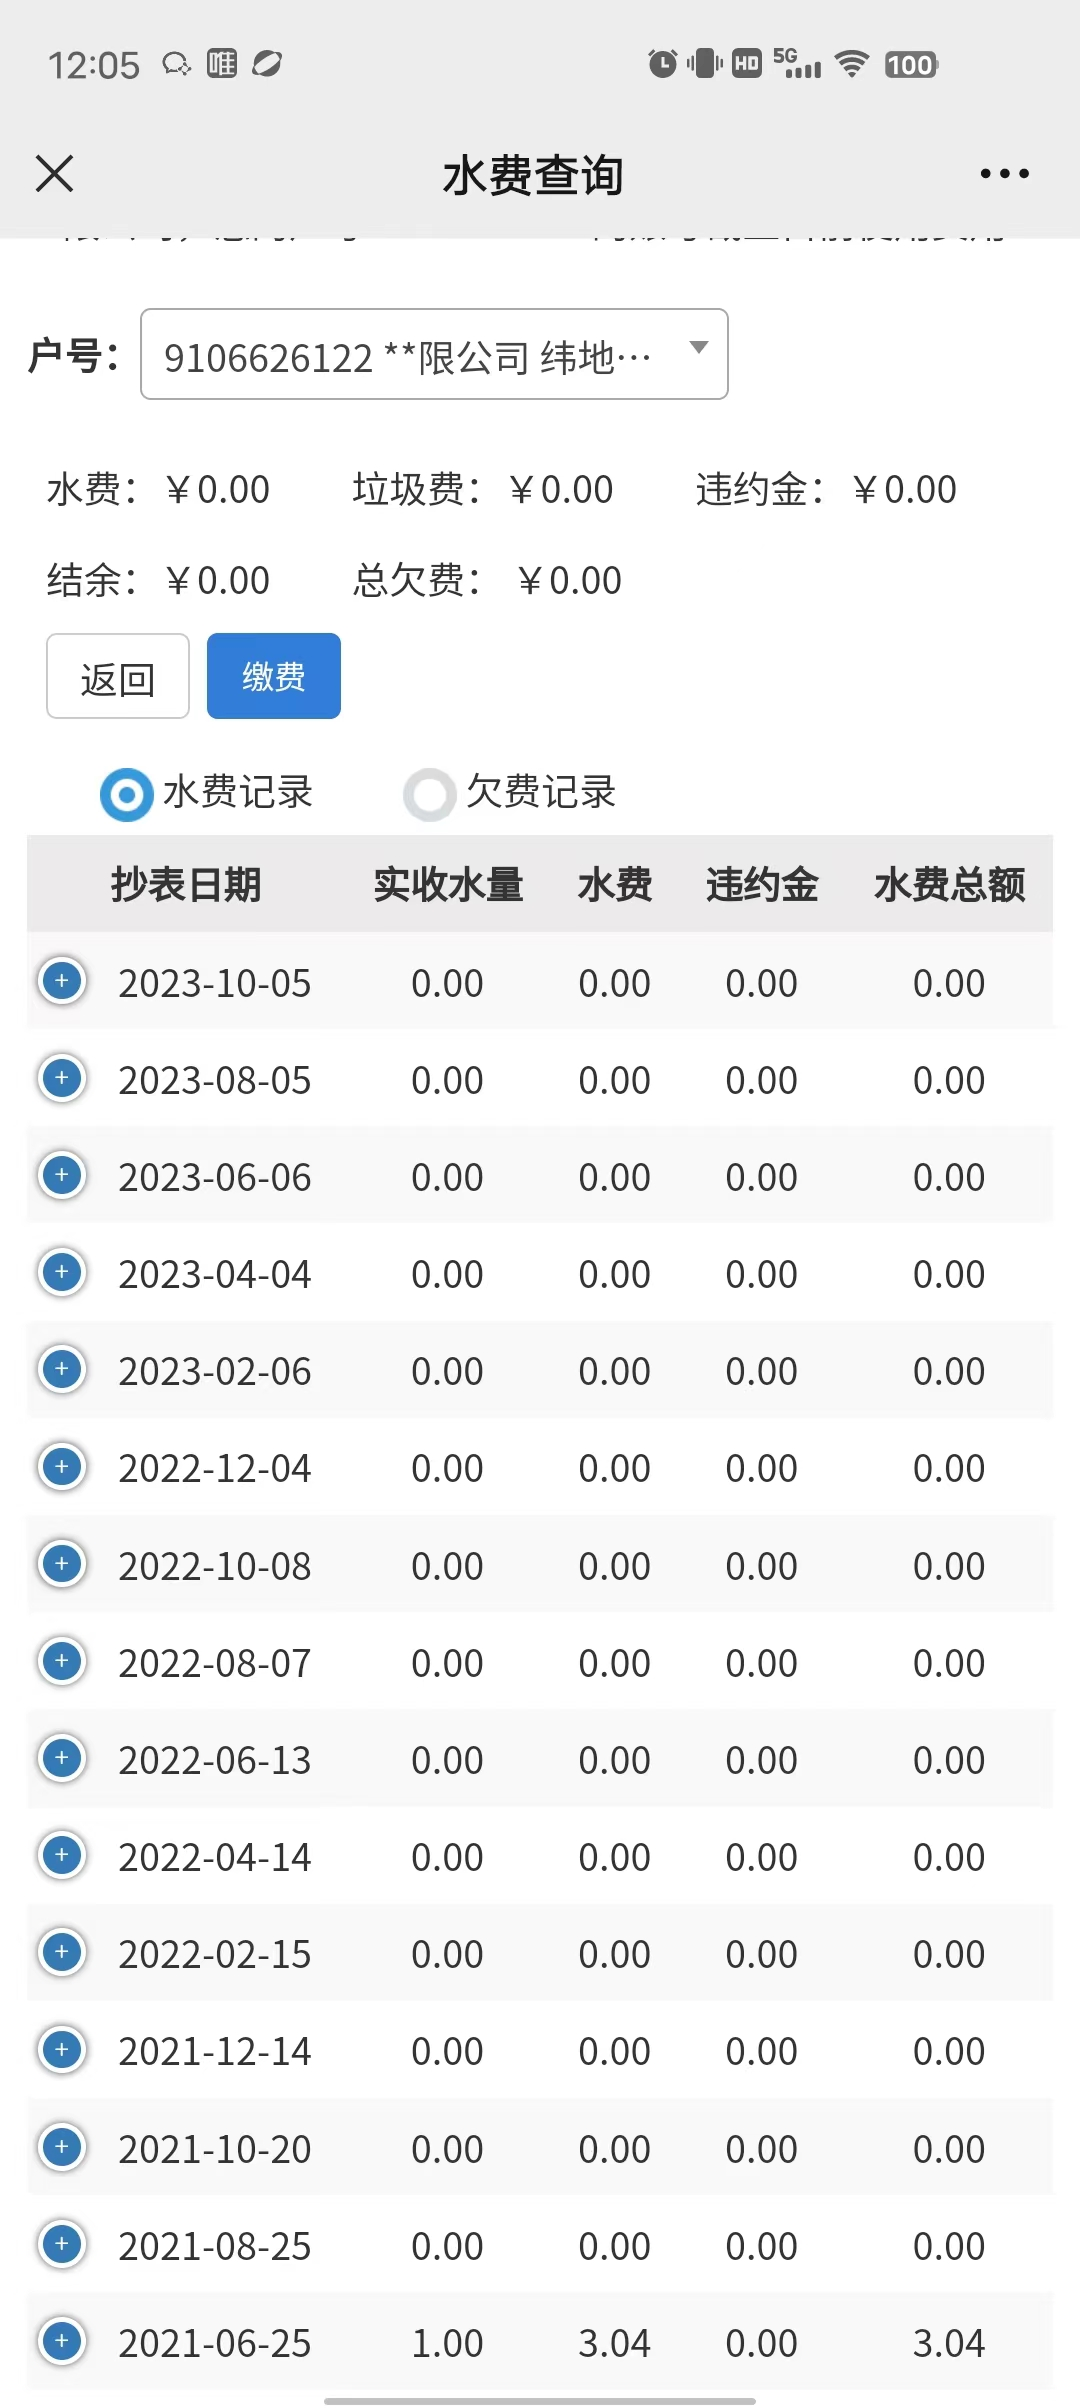 12:05 唯 HD 5G 100
水费查询
户号： 9106626122 **限公司 纬地…
水费：￥0.00 垃圾费：￥0.00 违约金：￥0.00
结余：￥0.00 总欠费：￥0.00
返回 缴费
水费记录 欠费记录
抄表日期 实收水量 水费 违约金 水费总额
+ 2023-10-05 0.00 0.00 0.00 0.00
+ 2023-08-05 0.00 0.00 0.00 0.00
+ 2023-06-06 0.00 0.00 0.00 0.00
+ 2023-04-04 0.00 0.00 0.00 0.00
+ 2023-02-06 0.00 0.00 0.00 0.00
+ 2022-12-04 0.00 0.00 0.00 0.00
+ 2022-10-08 0.00 0.00 0.00 0.00
+ 2022-08-07 0.00 0.00 0.00 0.00
+ 2022-06-13 0.00 0.00 0.00 0.00
+ 2022-04-14 0.00 0.00 0.00 0.00
+ 2022-02-15 0.00 0.00 0.00 0.00
+ 2021-12-14 0.00 0.00 0.00 0.00
+ 2021-10-20 0.00 0.00 0.00 0.00
+ 2021-08-25 0.00 0.00 0.00 0.00
+ 2021-06-25 1.00 3.04 0.00 3.04